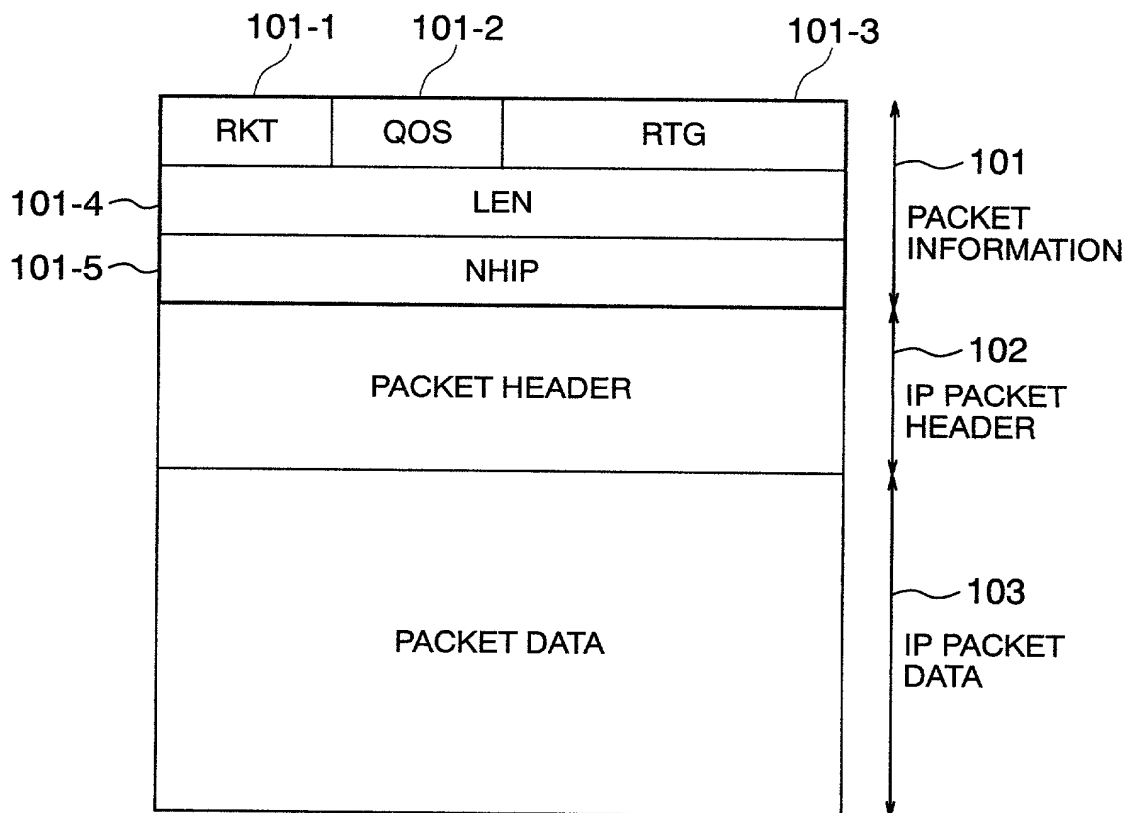 101-1
101-2
101-3
RKT
QOS
RTG
101-4
LEN
101-5
NHIP
101
PACKET
INFORMATION
PACKET HEADER
102
IP PACKET
HEADER
PACKET DATA
103
IP PACKET
DATA